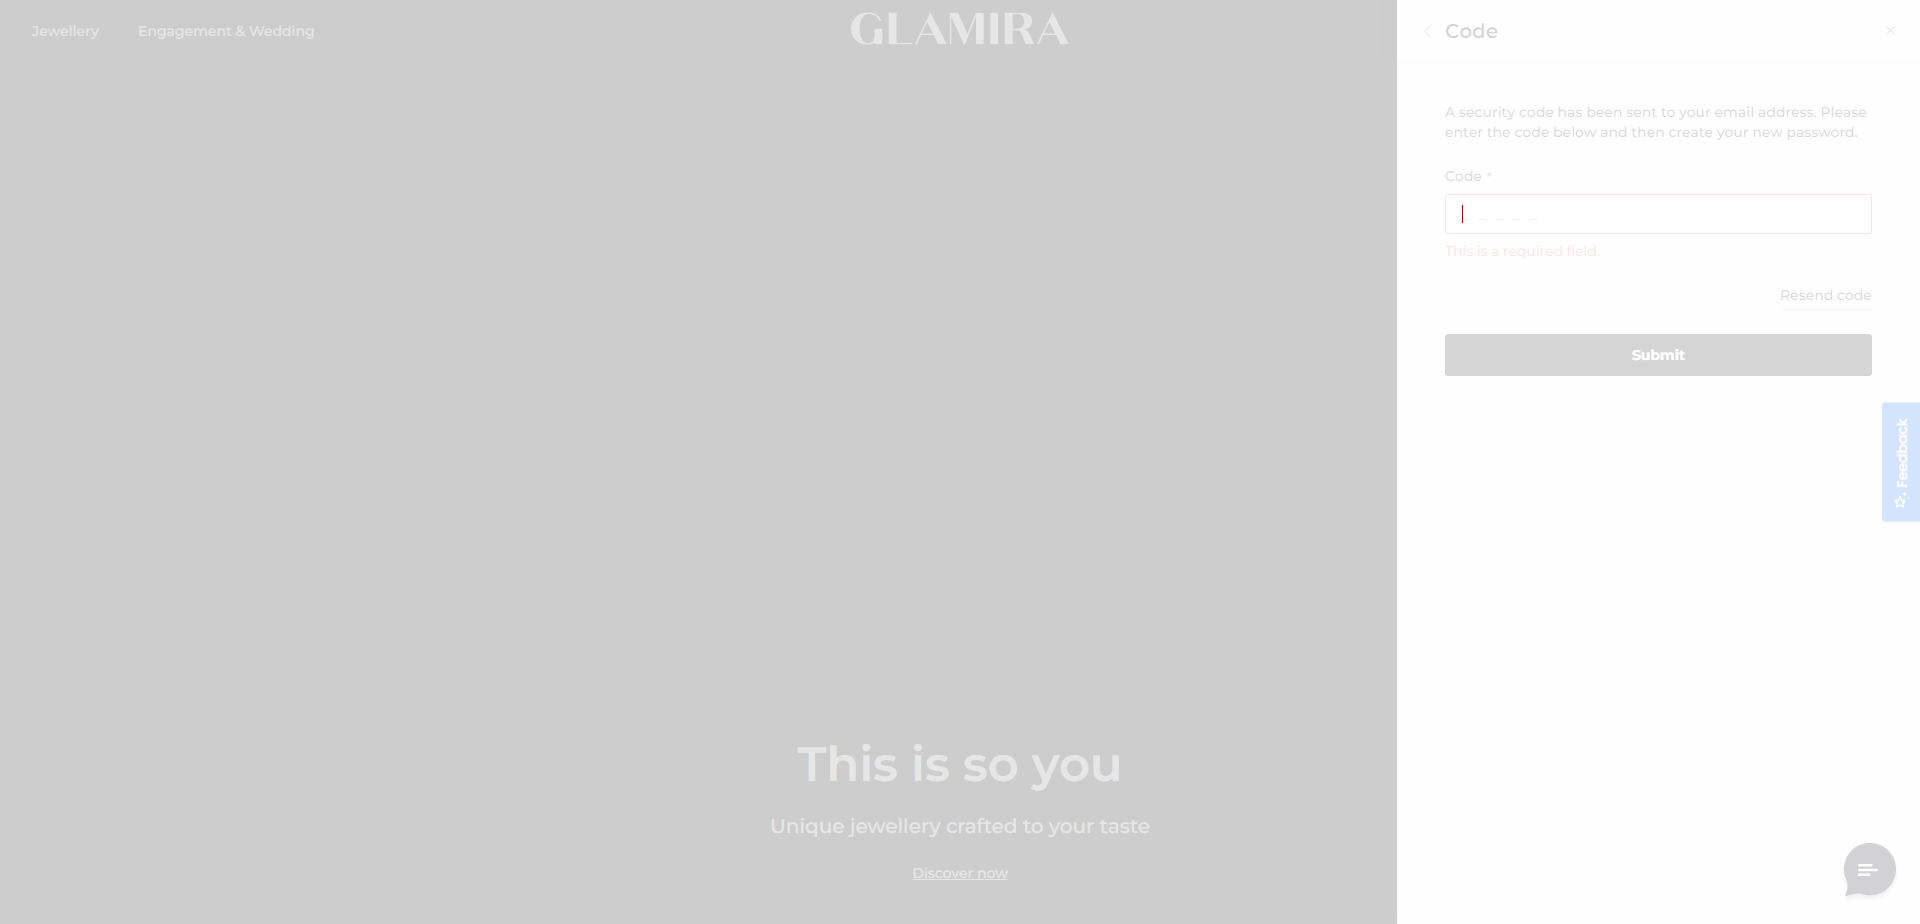 Jewellery
Engagement & Wedding
GLAMIRA
Code
A security code has been sent to your email address. Please
enter the code below and then create your new password.
Code *
_ _ _ _
This is a required field.
Resend code
Submit
Feedback
This is so you
Unique jewellery crafted to your taste
Discover now